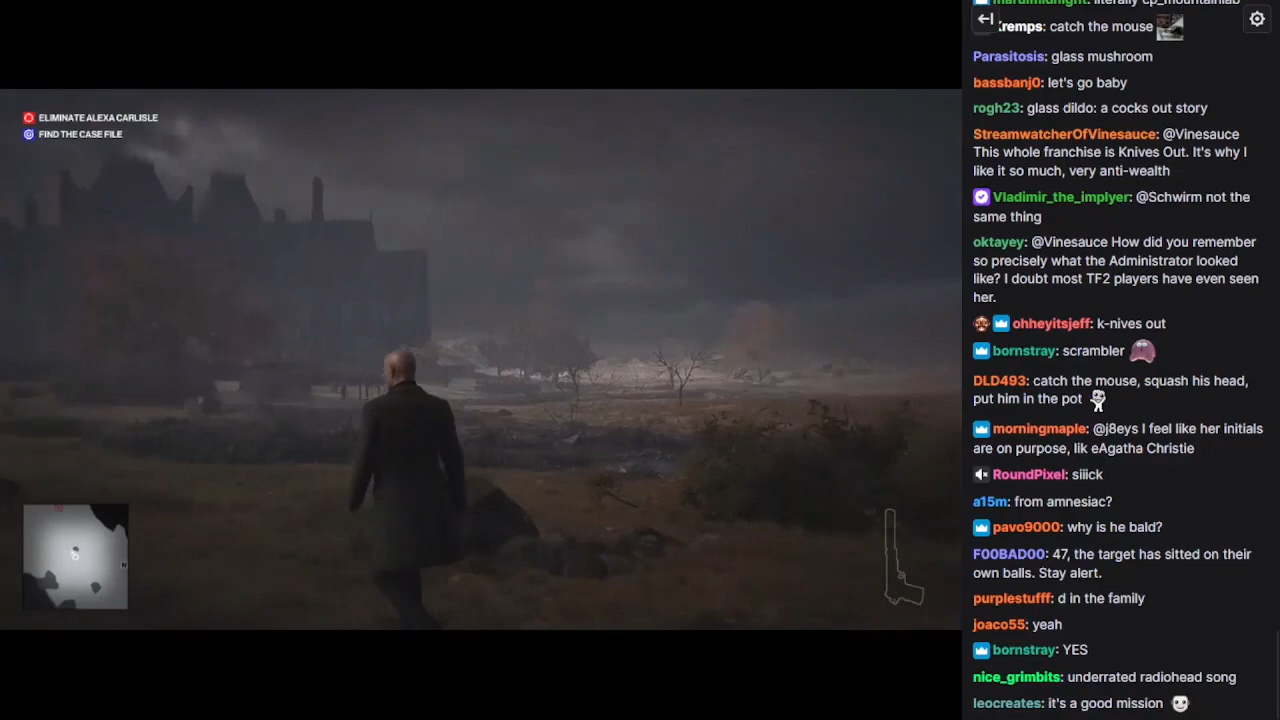 ELIMINATE ALEXA CARLISLE
FIND THE CASE FILE
N
Kremps: catch the mouse
Parasitosis: glass mushroom
bassbanj0: let's go baby
rogh23: glass dildo: a cocks out story
StreamwatcherOfVinesauce: @Vinesauce
This whole franchise is Knives Out. It's why I
like it so much, very anti-wealth
Vladimir_the_implyer: @Schwirm not the
same thing
oktayey: @Vinesauce How did you remember
so precisely what the Administrator looked
like? I doubt most TF2 players have even seen
her.
ohheyitsjeff: k-nives out
bornstray: scrambler
DLD493: catch the mouse, squash his head,
put him in the pot
morningmaple: @j8eys I feel like her initials
are on purpose, lik eAgatha Christie
RoundPixel: siiick
a15m: from amnesiac?
pavo9000: why is he bald?
F00BAD00: 47, the target has sitted on their
own balls. Stay alert.
purplestufff: d in the family
joaco55: yeah
bornstray: YES
nice_grimbits: underrated radiohead song
leocreates: it's a good mission